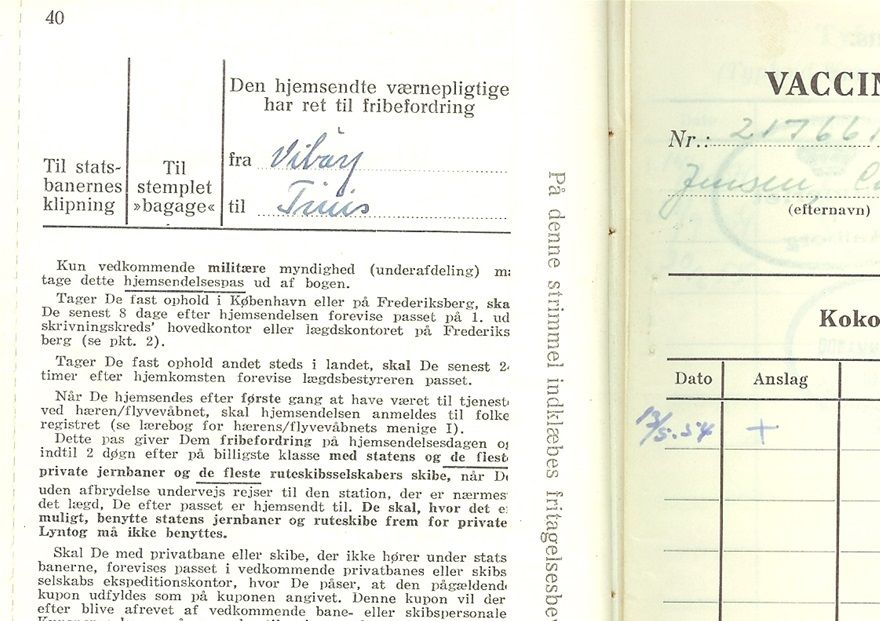 40
Den hjemsendte værnepligtige
har ret til fribefordring
fra
til
Til stats-
banernes
klipning
Til
stemplet
»bagage«
Kun vedkommende militære myndighed (underafdeling) m
tage dette hjemsendelsespas ud af bogen.
Tager De fast ophold i København eller på Frederiksberg, ska
De senest 8 dage efter hjemsendelsen forevise passet på 1. ud
skrivningskreds' hovedkontor eller lægdskontoret på Frederiks
berg (se pkt. 2).
Tager De fast ophold andet steds i landet, skal De senest 2
timer efter hjemkomsten forevise lægdsbestyreren passet.
Når De hjemsendes efter første gang at have været til tjenest
ved hæren/flyvevåbnet, skal hjemsendelsen anmeldes til folke
registret (se lærebog for hærens/flyvevåbnets menige I).
Dette pas giver Dem fribefordring på hjemsendelsesdagen o
indtil 2 døgn efter på billigste klasse med statens og de flest
private jernbaner og de fleste ruteskibsselskabers skibe, når D
uden afbrydelse undervejs rejser til den station, der er nærmes
det lægd, De efter passet er hjemsendt til. De skal, hvor det e
muligt, benytte statens jernbaner og ruteskibe frem for private
Lyntog må ikke benyttes.
Skal De med privatbane eller skibe, der ikke hører under stats
banerne, forevises passet i vedkommende privatbanes eller skibs
selskabs ekspeditionskontor, hvor De påser, at den pågældend
kupon udfyldes som på kuponen angivet. Denne kupon vil der
efter blive afrevet af vedkommende bane- eller skibspersonale
På denne strimmel indklæbes fritagelsesbev
VACCIN
Nr.: 217661
Jensen, Ca
(efternavn)
Koko
Dato Anslag
13/5.54 +